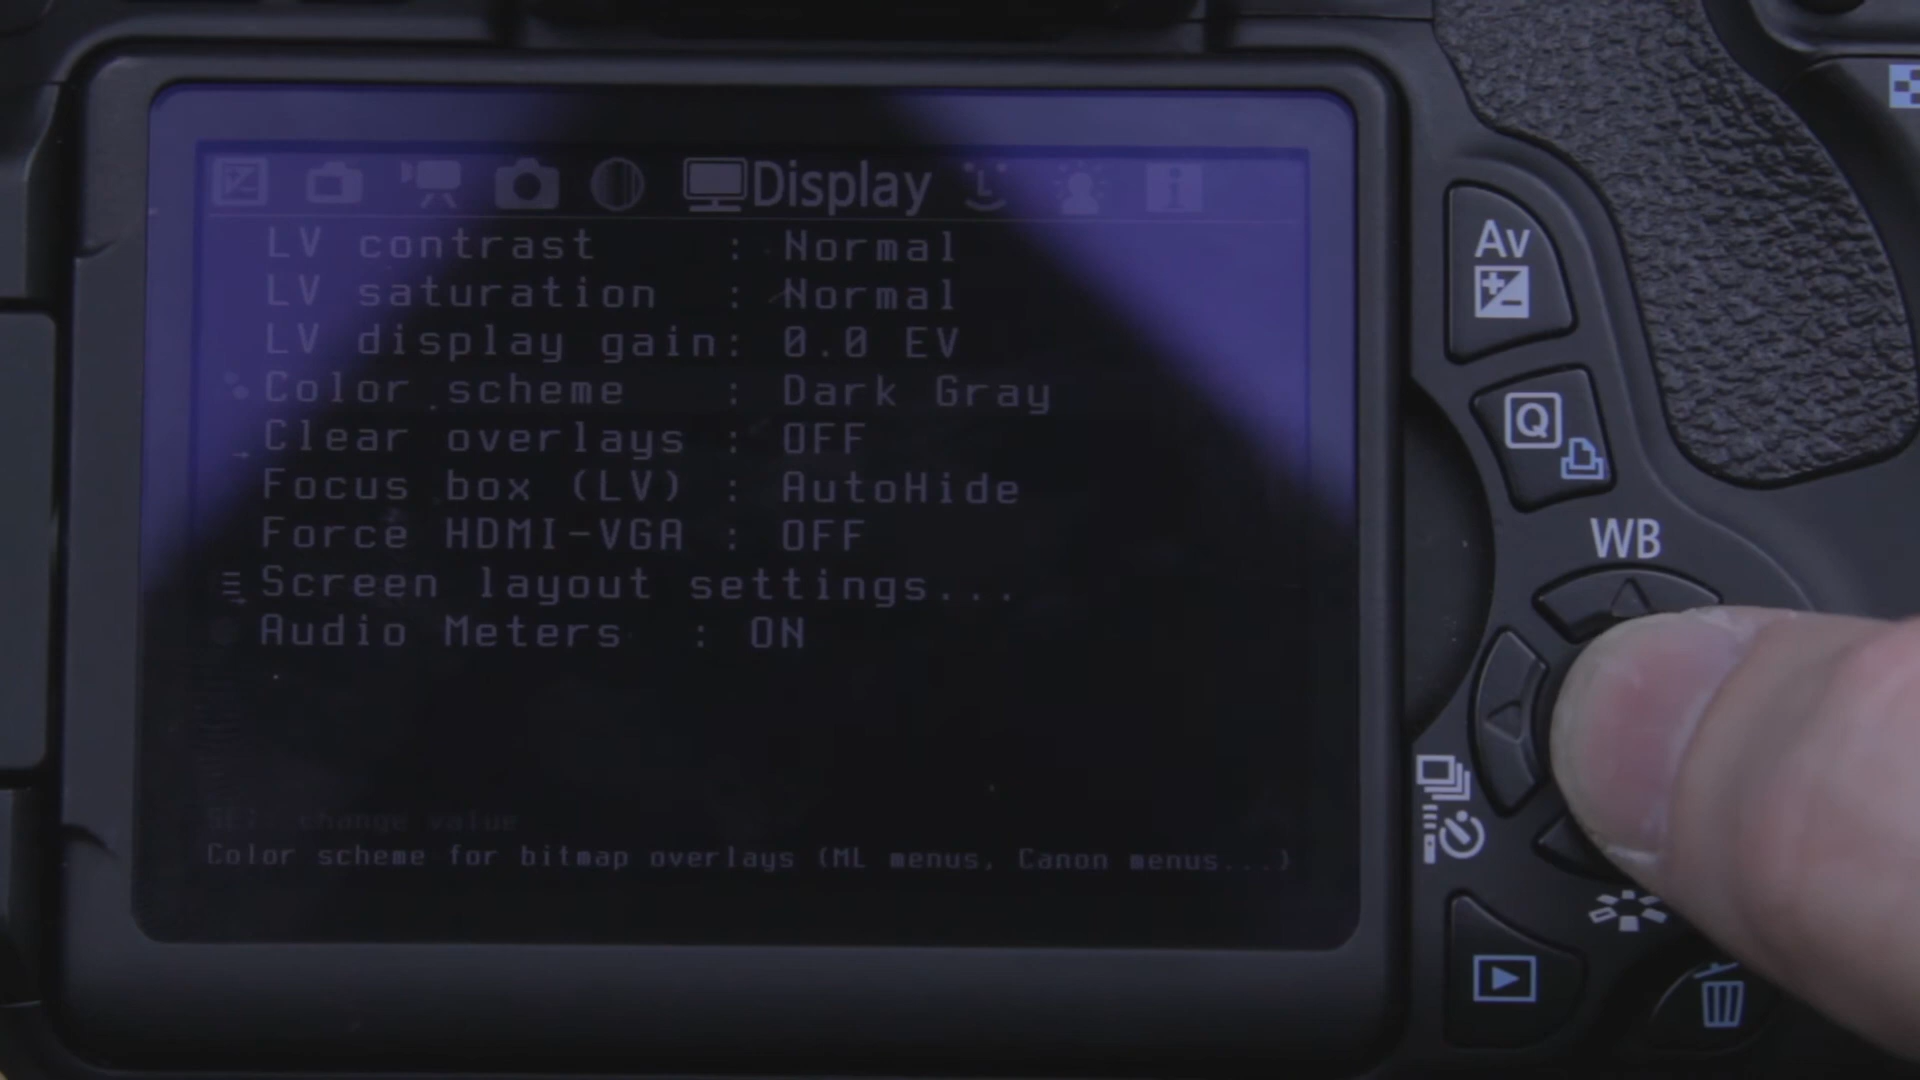 Display
LV contrast : Normal
LV saturation : Normal
LV display gain: 0.0 EV
Color scheme : Dark Gray
Clear overlays : OFF
Focus box (LV) : AutoHide
Force HDMI-VGA : OFF
Screen layout settings...
Audio Meters : ON
SET: change value
Color scheme for bitmap overlays (ML menus, Canon menus...)
Av
Q
WB